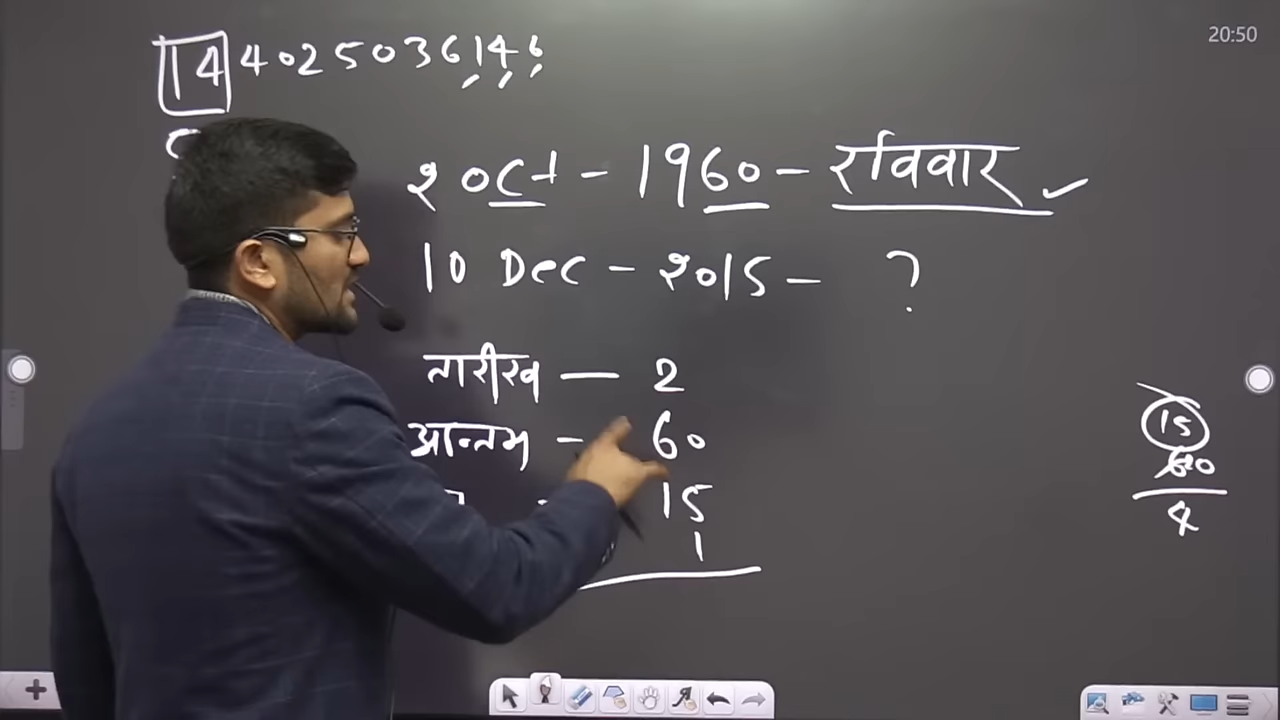 20:50
14 4 0 2 5 0 3 6 1 4 6
2 Oct - 1960 - रविवार ✓
10 Dec - 2015 - ?
तारीख — 2
अन्तिम - 60
- 15
1
15
60
4